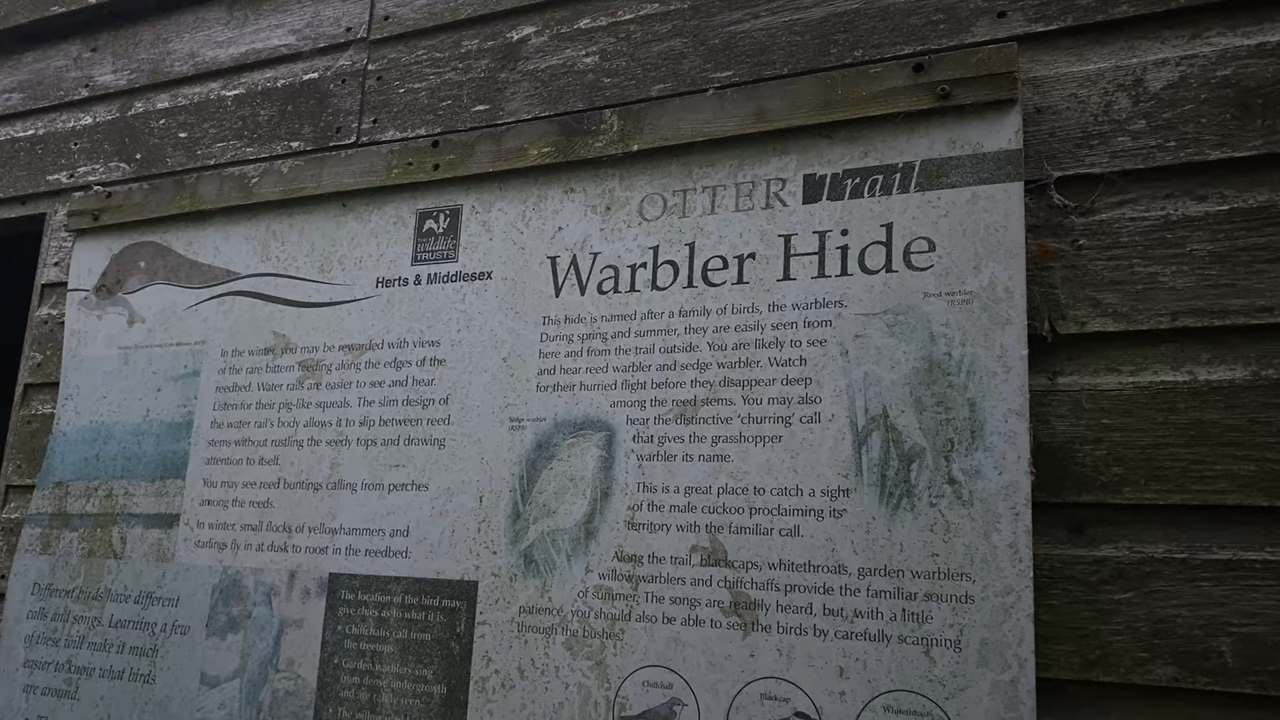 OTTER Trail
Warbler Hide
THE
wildlife
TRUSTS
Herts & Middlesex
In the winter, you may be rewarded with views
of the rare bittern feeding along the edges of the
reedbed. Water rails are easier to see and hear.
Listen for their pig-like squeals. The slim design of
the water rail's body allows it to slip between reed
stems without rustling the seedy tops and drawing
attention to itself.
You may see reed buntings calling from perches
among the reeds.
In winter, small flocks of yellowhammers and
starlings fly in at dusk to roost in the reedbed.
Different birds have different
calls and songs. Learning a few
of these will make it much
easier to know what birds
are around.
The location of the bird may
give clues as to what it is.
* Chiffchaffs call from
the treetops
* Garden warblers sing
from dense undergrowth
and are rarely seen.
* The
This hide is named after a family of birds, the warblers.
During spring and summer, they are easily seen from
here and from the trail outside. You are likely to see
and hear reed warbler and sedge warbler. Watch
for their hurried flight before they disappear deep
among the reed stems. You may also
hear the distinctive 'churring' call
that gives the grasshopper
warbler its name.
This is a great place to catch a sight
of the male cuckoo proclaiming its
territory with the familiar call.
Along the trail, blackcaps, whitethroats, garden warblers,
willow warblers and chiffchaffs provide the familiar sounds
of summer. The songs are readily heard, but, with a little
patience, you should also be able to see the birds by carefully scanning
through the bushes.
Reed warbler
(RSPB)
Sedge warbler
(RSPB)
Chiffchaff
Blackcap
Whitethroat